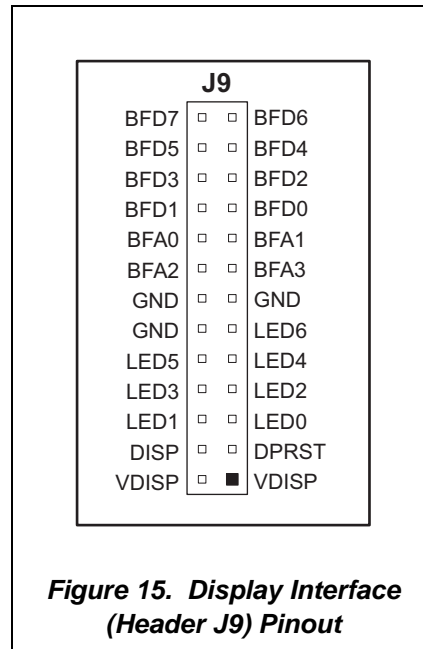 J9
BFD7 BFD6
BFD5 BFD4
BFD3 BFD2
BFD1 BFD0
BFA0 BFA1
BFA2 BFA3
GND GND
GND LED6
LED5 LED4
LED3 LED2
LED1 LED0
DISP DPRST
VDISP VDISP
Figure 15. Display Interface
(Header J9) Pinout